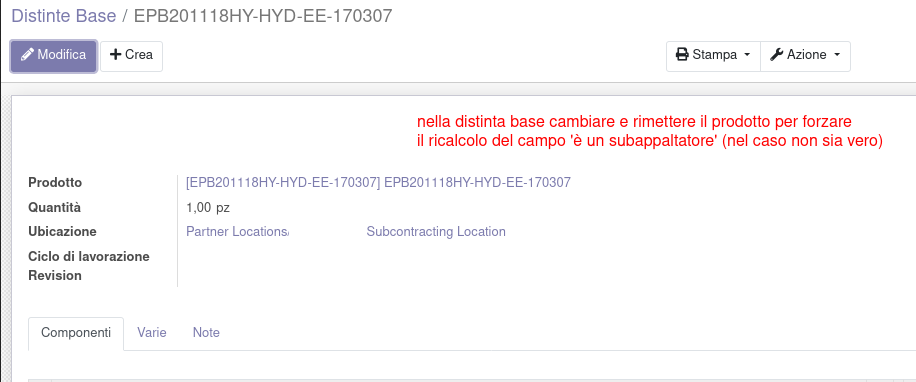 Distinte Base / EPB201118HY-HYD-EE-170307
Modifica Crea Stampa Azione
nella distinta base cambiare e rimettere il prodotto per forzare
il ricalcolo del campo 'è un subappaltatore' (nel caso non sia vero)
Prodotto [EPB201118HY-HYD-EE-170307] EPB201118HY-HYD-EE-170307
Quantità 1,00 pz
Ubicazione Partner Locations/ Subcontracting Location
Ciclo di lavorazione
Revision
Componenti Varie Note